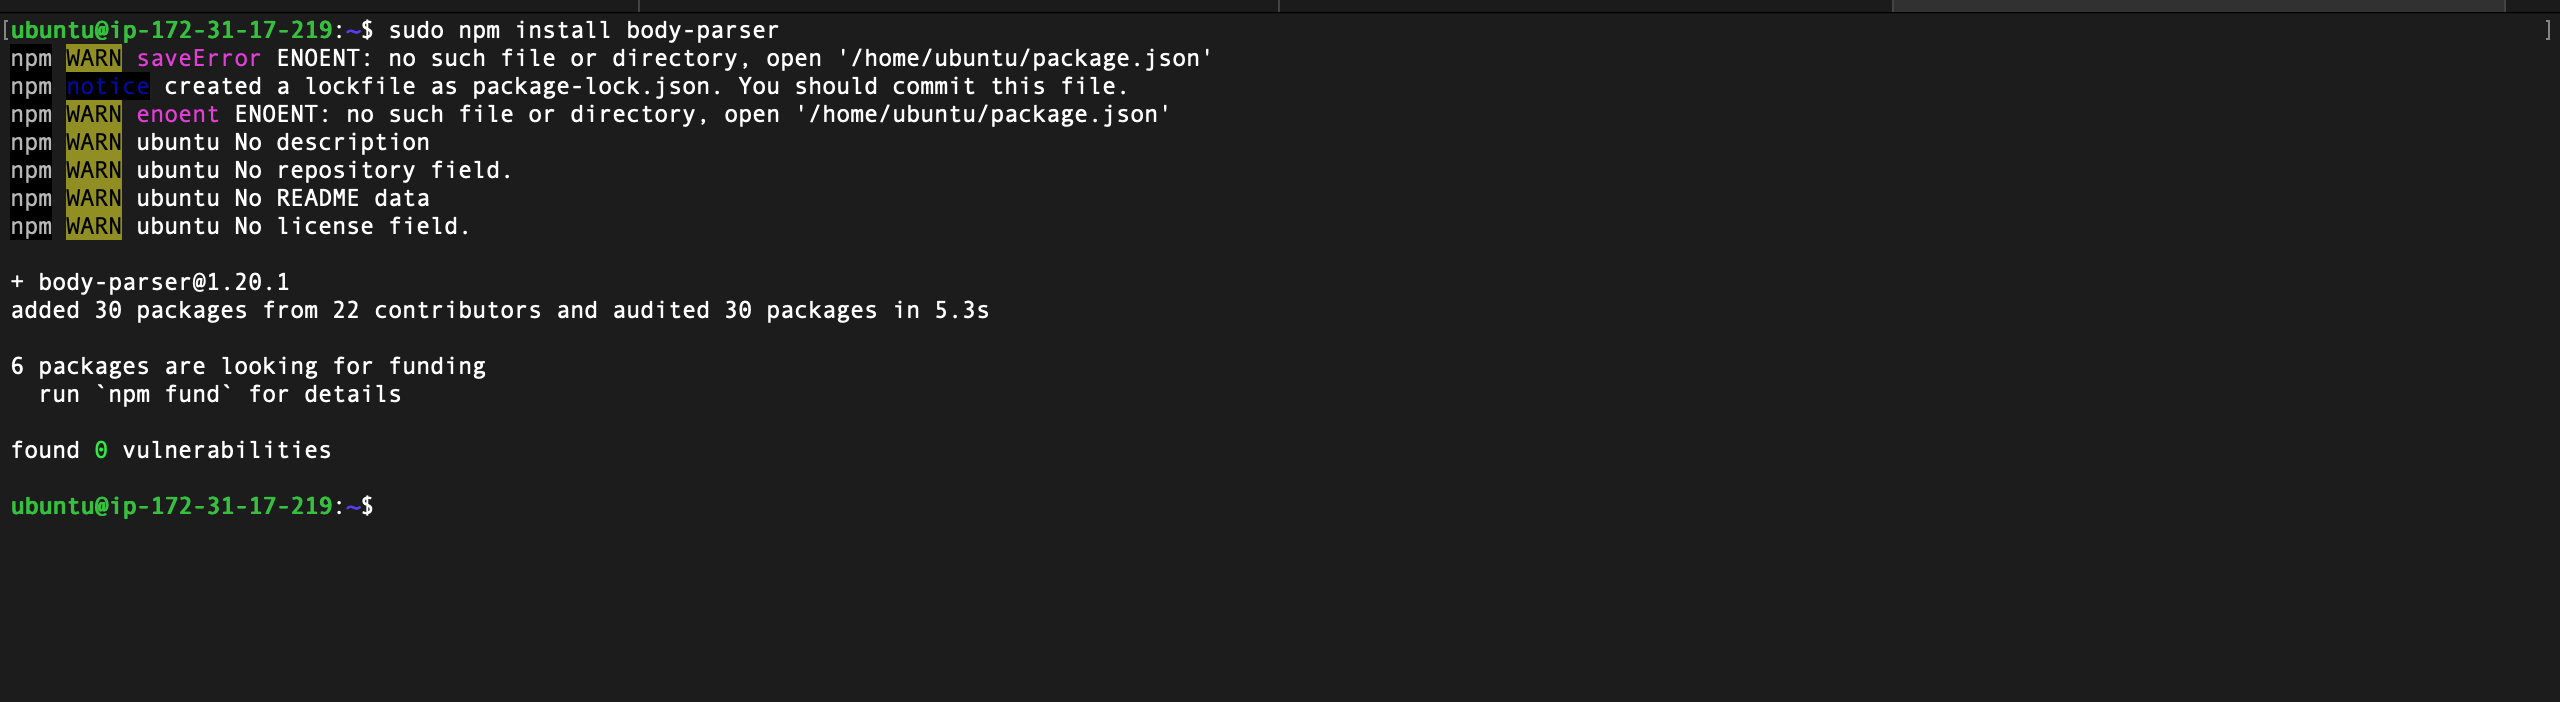 [ubuntu@ip-172-31-17-219:~$ sudo npm install body-parser ]
npm WARN saveError ENOENT: no such file or directory, open '/home/ubuntu/package.json'
npm notice created a lockfile as package-lock.json. You should commit this file.
npm WARN enoent ENOENT: no such file or directory, open '/home/ubuntu/package.json'
npm WARN ubuntu No description
npm WARN ubuntu No repository field.
npm WARN ubuntu No README data
npm WARN ubuntu No license field.
+ body-parser@1.20.1
added 30 packages from 22 contributors and audited 30 packages in 5.3s
6 packages are looking for funding
  run `npm fund` for details
found 0 vulnerabilities
ubuntu@ip-172-31-17-219:~$